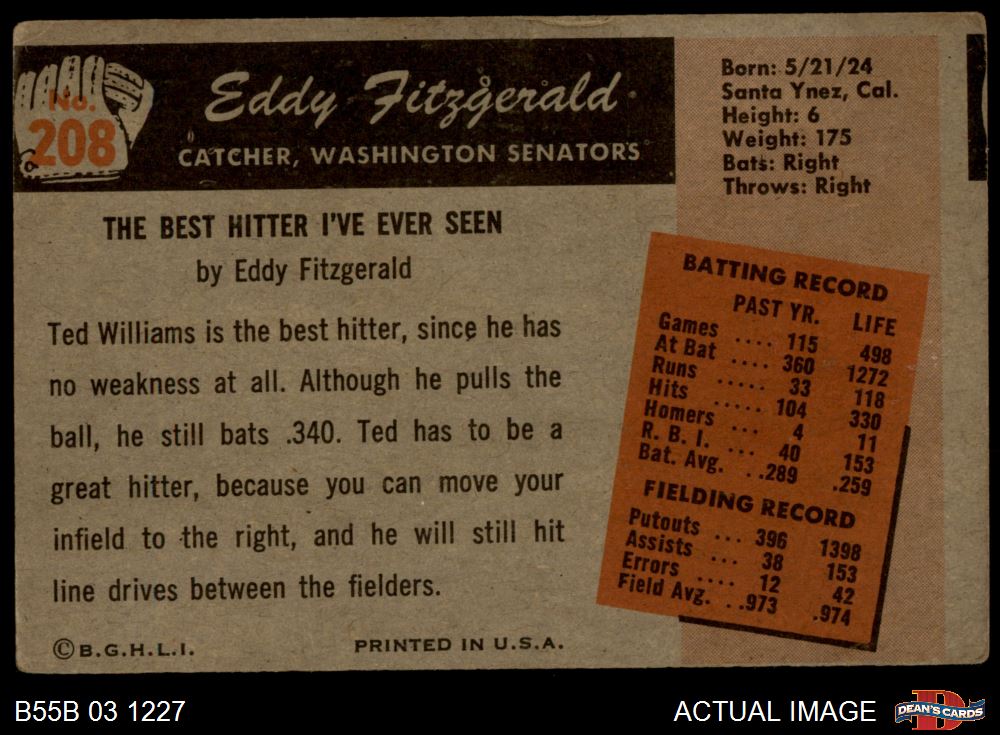 No.
208
Eddy Fitzgerald
CATCHER, WASHINGTON SENATORS
Born: 5/21/24
Santa Ynez, Cal.
Height: 6
Weight: 175
Bats: Right
Throws: Right
THE BEST HITTER I'VE EVER SEEN
by Eddy Fitzgerald
Ted Williams is the best hitter, since he has
no weakness at all. Although he pulls the
ball, he still bats .340. Ted has to be a
great hitter, because you can move your
infield to the right, and he will still hit
line drives between the fielders.
BATTING RECORD
PAST YR. LIFE
Games .... 115 498
At Bat .... 360 1272
Runs ..... 33 118
Hits ..... 104 330
Homers ... 4 11
R. B. I. ... 40 153
Bat. Avg. . .289 .259
FIELDING RECORD
Putouts ... 396 1398
Assists ... 38 153
Errors .... 12 42
Field Avg. . .973 .974
©B.G.H.L.I. PRINTED IN U.S.A.
B55B 03 1227 ACTUAL IMAGE DEAN'S CARDS